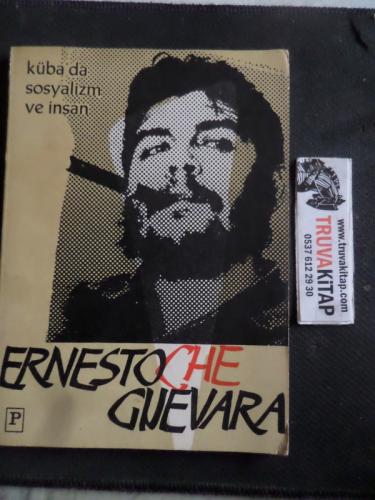 küba'da
sosyalizm
ve insan
ERNESTO CHE
GUEVARA
P
www.truvakitap.com
TRUVAKiTAP
0537 612 29 30